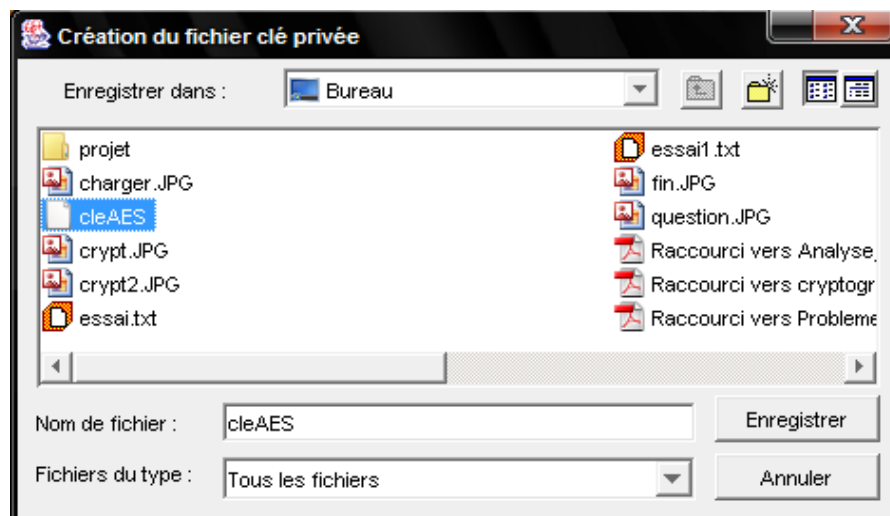 Création du fichier clé privée
Enregistrer dans :
Bureau
projet
charger.JPG
cleAES
crypt.JPG
crypt2.JPG
essai.txt
essai1.txt
fin.JPG
question.JPG
Raccourci vers Analyse_
Raccourci vers cryptogr
Raccourci vers Probleme
Nom de fichier :
cleAES
Enregistrer
Fichiers du type :
Tous les fichiers
Annuler